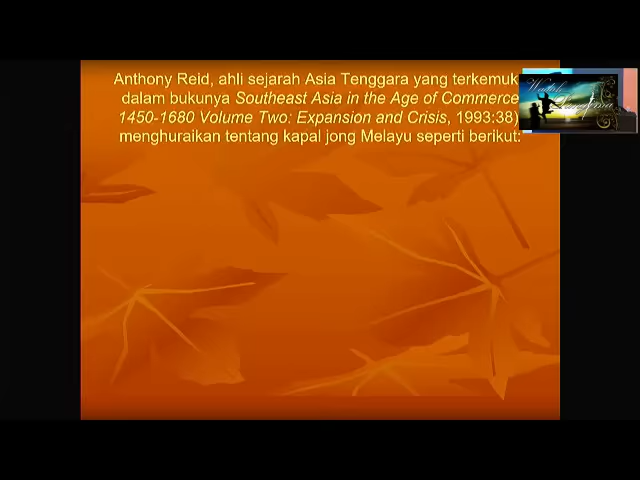 Anthony Reid, ahli sejarah Asia Tenggara yang terkemuk
dalam bukunya Southeast Asia in the Age of Commerce
1450-1680 Volume Two: Expansion and Crisis, 1993:38)
menghuraikan tentang kapal jong Melayu seperti berikut: